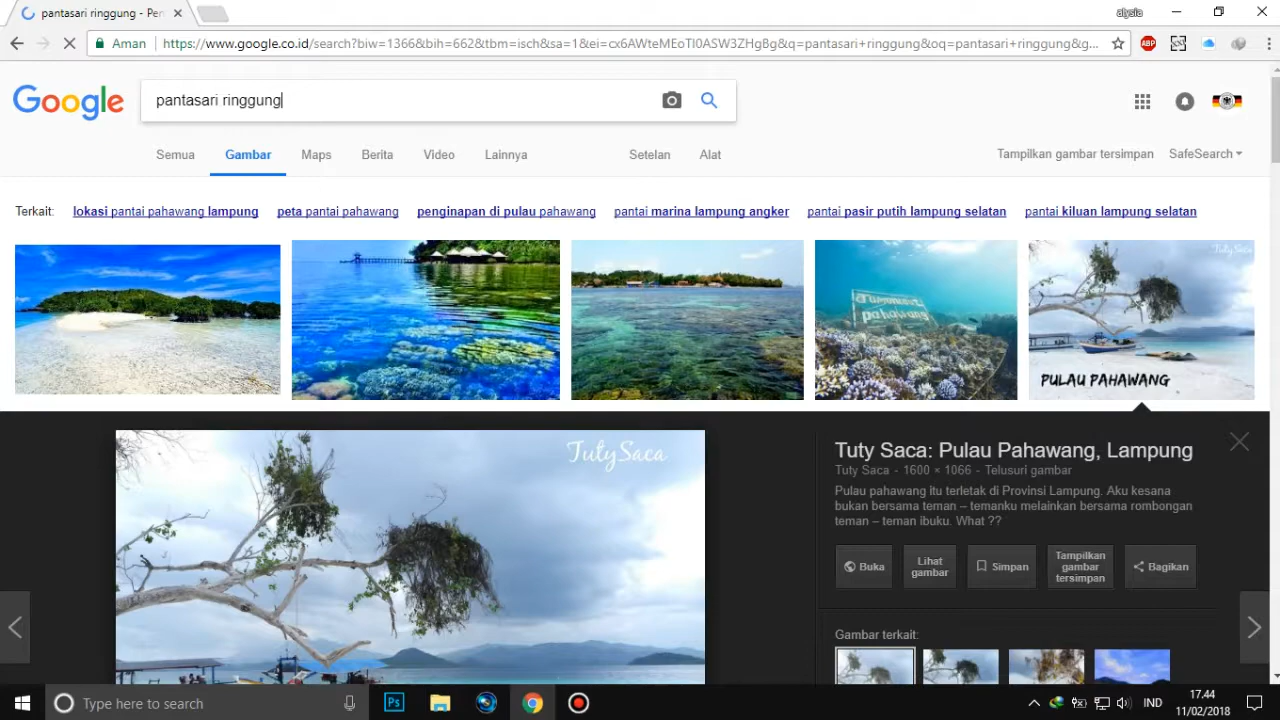 pantasari ringgung - Pen
alysia
Aman
https://www.google.co.id/search?biw=1366&bih=662&tbm=isch&sa=1&ei=cx6AWteMEoTI0ASW3ZHgBg&q=pantasari+ringgung&oq=pantasari+ringgung&g...
ABP
Google
pantasari ringgung
Semua Gambar Maps Berita Video Lainnya Setelan Alat
Tampilkan gambar tersimpan SafeSearch
Terkait: lokasi pantai pahawang lampung peta pantai pahawang penginapan di pulau pahawang pantai marina lampung angker pantai pasir putih lampung selatan pantai kiluan lampung selatan
pahawang
TutySaca
PULAU PAHAWANG
TutySaca
Tuty Saca: Pulau Pahawang, Lampung
Tuty Saca - 1600 × 1066 - Telusuri gambar
Pulau pahawang itu terletak di Provinsi Lampung. Aku kesana
bukan bersama teman – temanku melainkan bersama rombongan
teman – teman ibuku. What ??
Buka
Lihat
gambar
Simpan
Tampilkan
gambar
tersimpan
Bagikan
Gambar terkait:
Type here to search
Ps
IND
17.44
11/02/2018